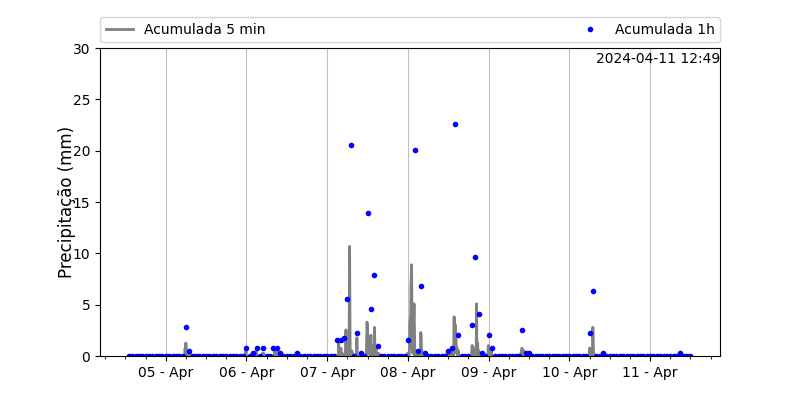 Acumulada 5 min
Acumulada 1h
2024-04-11 12:49
Precipitação (mm)
30
25
20
15
10
5
0
05 - Apr
06 - Apr
07 - Apr
08 - Apr
09 - Apr
10 - Apr
11 - Apr